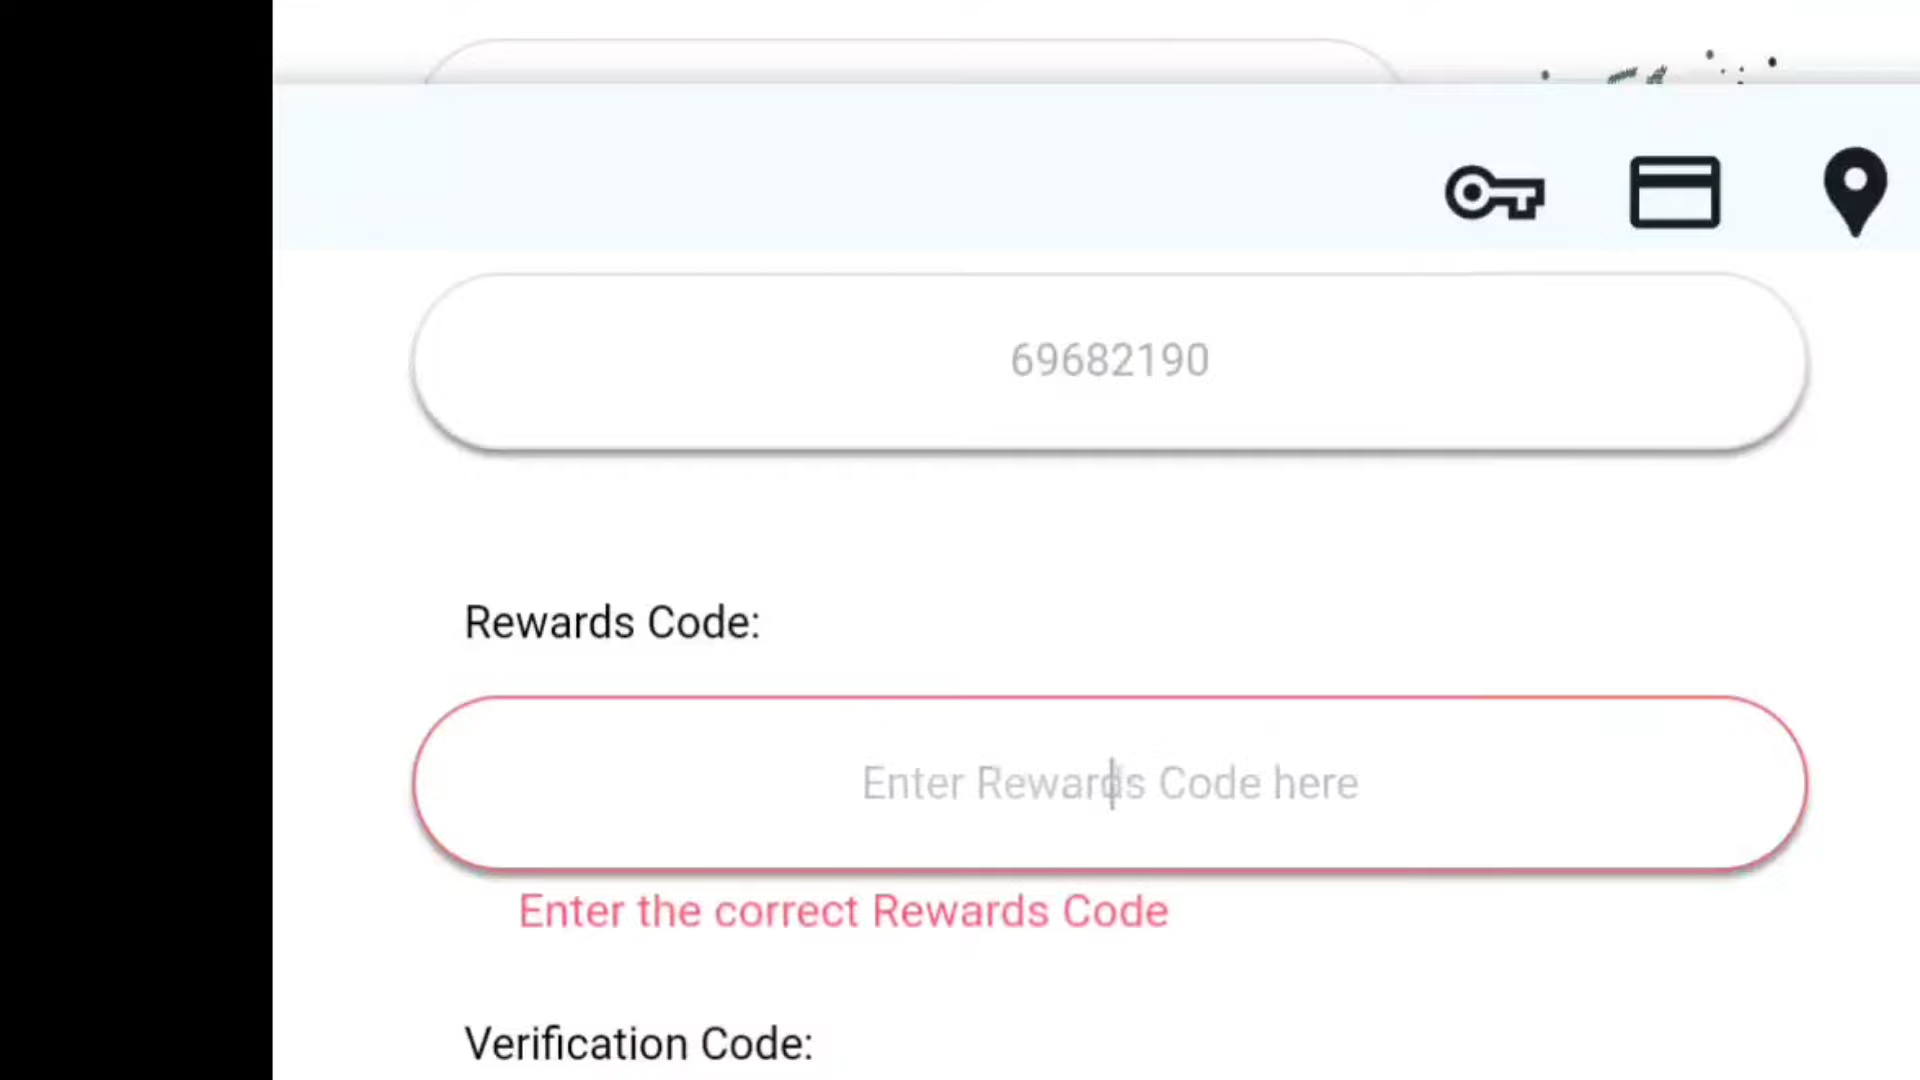 69682190
Rewards Code:
Enter Rewards Code here
Enter the correct Rewards Code
Verification Code: